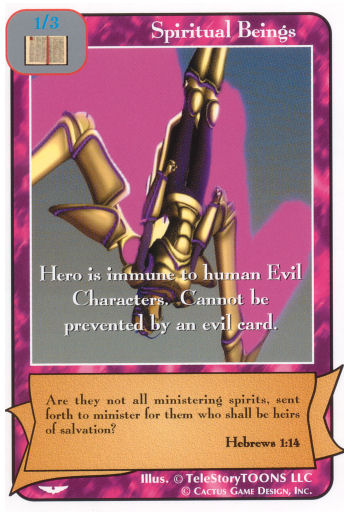 1/3
Spiritual Beings
Hero is immune to human Evil
Characters. Cannot be
prevented by an evil card.
Are they not all ministering spirits, sent
forth to minister for them who shall be heirs
of salvation?
Hebrews 1:14
Illus. © TeleStoryTOONS LLC
© Cactus Game Design, Inc.